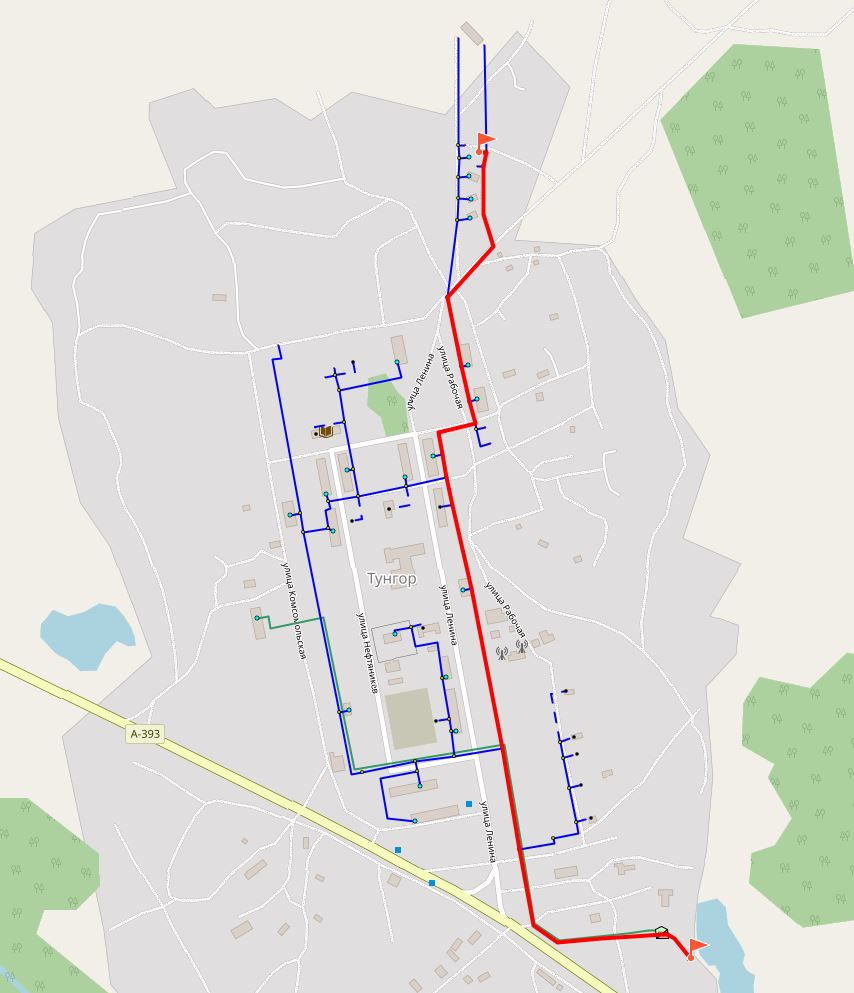 улица Ленина
улица Рабочая
Тунгор
улица Комсомольская
улица Нефтяников
улица Ленина
улица Рабочая
А-393
улица Ленина